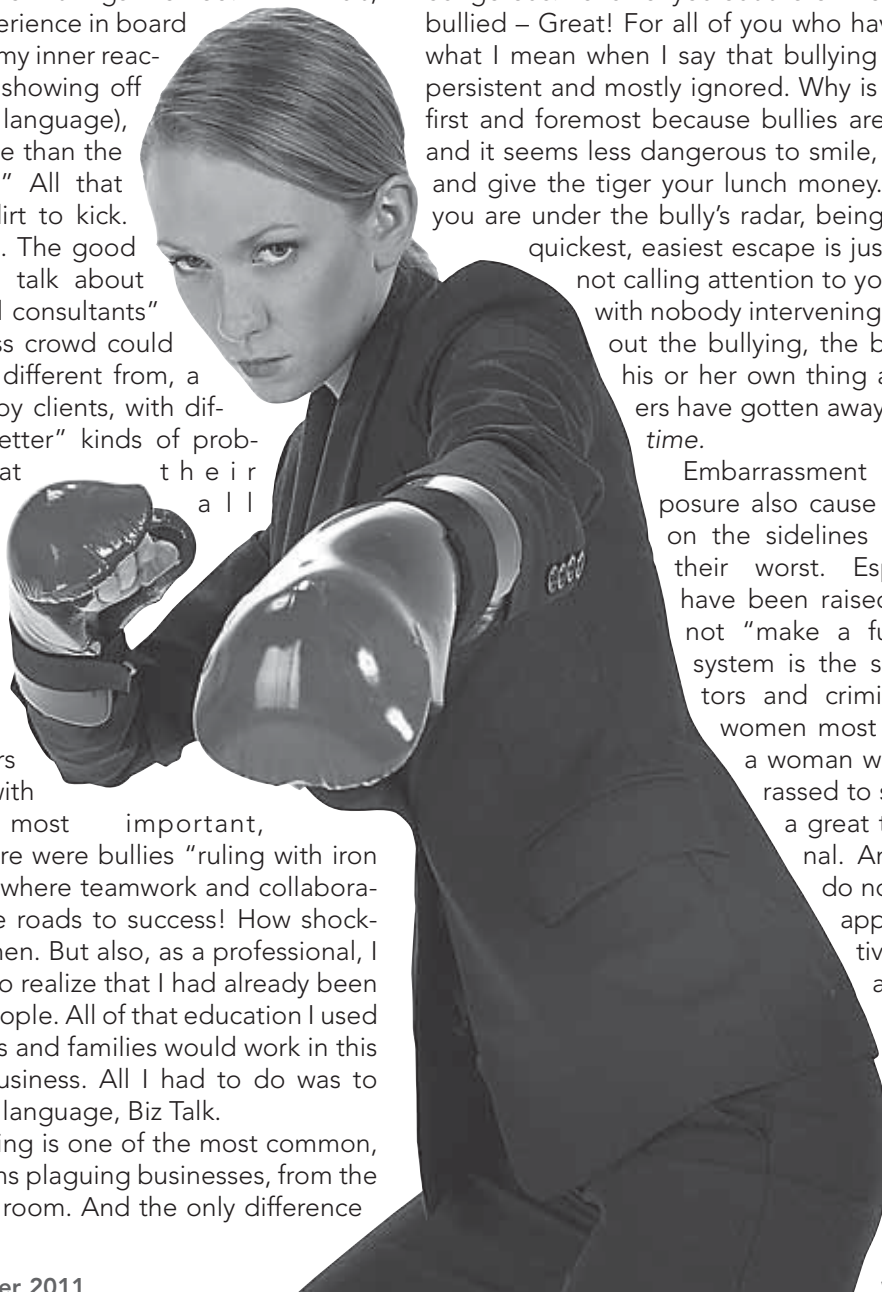 erience in board
my inner reac-
showing off
language),
e than the
” All that
lirt to kick.
. The good
talk about
l consultants”
ss crowd could
different from, a
by clients, with dif-
etter” kinds of prob-
at their
all
rs
with
most important,
re were bullies “ruling with iron
where teamwork and collabora-
e roads to success! How shock-
nen. But also, as a professional, I
o realize that I had already been
ople. All of that education I used
s and families would work in this
usiness. All I had to do was to
language, Biz Talk.
ing is one of the most common,
ns plaguing businesses, from the
room. And the only difference
bullied – Great! For all of you who hav
what I mean when I say that bullying
persistent and mostly ignored. Why is
first and foremost because bullies are
and it seems less dangerous to smile,
and give the tiger your lunch money.
you are under the bully’s radar, being
quickest, easiest escape is jus
not calling attention to yo
with nobody intervening
out the bullying, the b
his or her own thing a
ers have gotten away
time.
Embarrassment
posure also cause
on the sidelines
their worst. Esp
have been raised
not “make a fu
system is the s
tors and crimi
women most
a woman w
rassed to s
a great t
nal. Ar
do no
app
tiv
a
er 2011